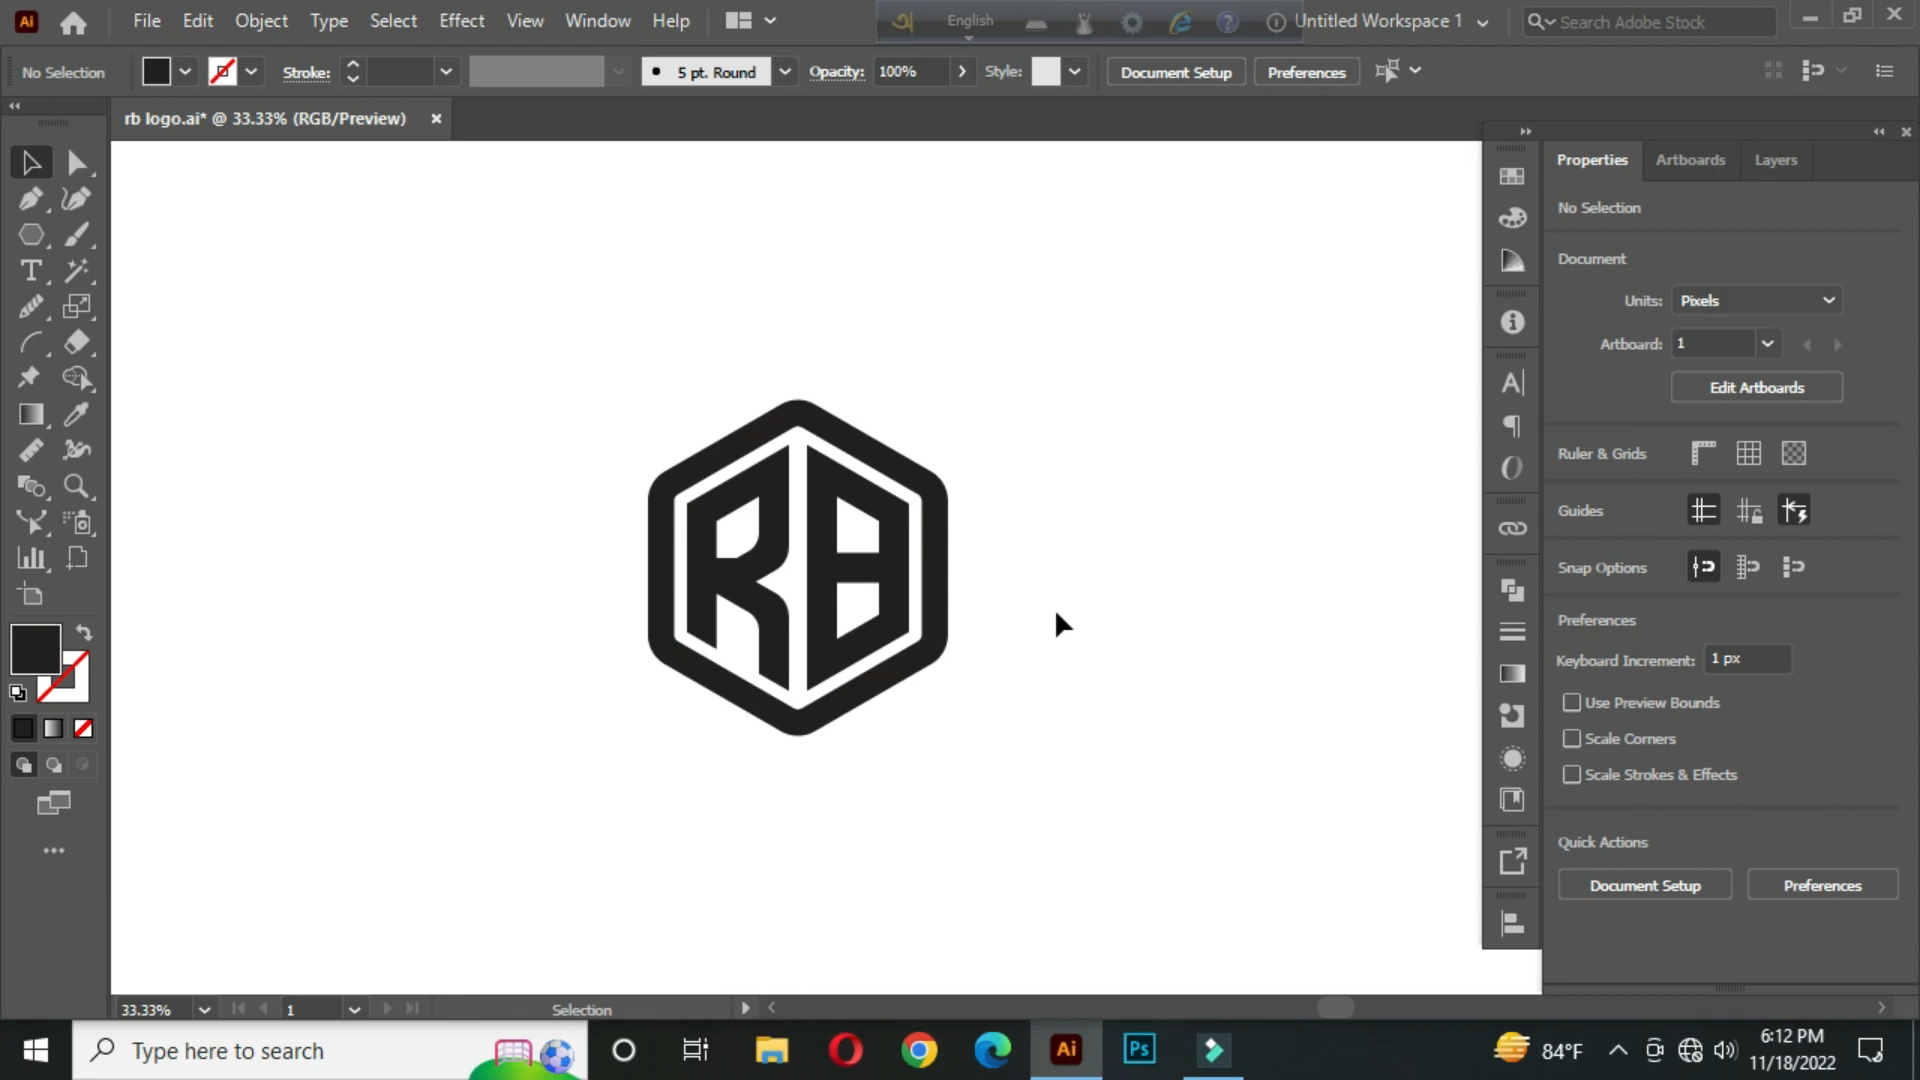 Ai File Edit Object Type Select Effect View Window Help English Untitled Workspace 1 Search Adobe Stock
No Selection Stroke: 5 pt. Round Opacity: 100% Style: Document Setup Preferences
rb logo.ai* @ 33.33% (RGB/Preview)
Properties Artboards Layers
No Selection
Document
Units: Pixels
Artboard: 1
Edit Artboards
Ruler & Grids
Guides
Snap Options
Preferences
Keyboard Increment: 1 px
Use Preview Bounds
Scale Corners
Scale Strokes & Effects
Quick Actions
Document Setup Preferences
RB
33.33% 1 Selection
Type here to search Ai Ps 84°F 6:12 PM
11/18/2022